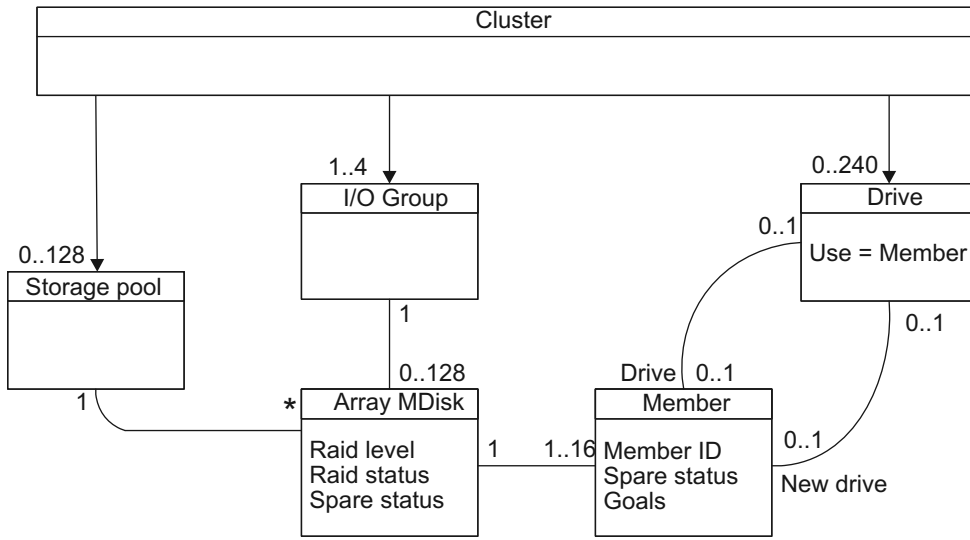 Cluster
1..4
0..240
I/O Group
Drive
0..1
0..128
Use = Member
Storage pool
1
0..1
0..128
Drive
0..1
1
*
Array MDisk
Member
Raid level
Raid status
Spare status
1
1..16
Member ID
Spare status
Goals
0..1
New drive